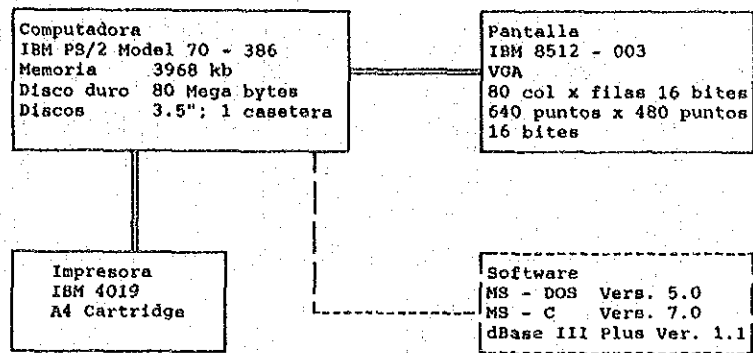 Computadora
IBM PS/2 Model 70 - 386
Memoria 3968 kb
Disco duro 80 Mega bytes
Discos 3.5"; 1 casetera
Pantalla
IBM 8512 - 003
VGA
80 col x filas 16 bites
640 puntos x 480 puntos
16 bites
Impresora
IBM 4019
A4 Cartridge
Software
MS - DOS Vers. 5.0
MS - C Vers. 7.0
dBase III Plus Ver. 1.1